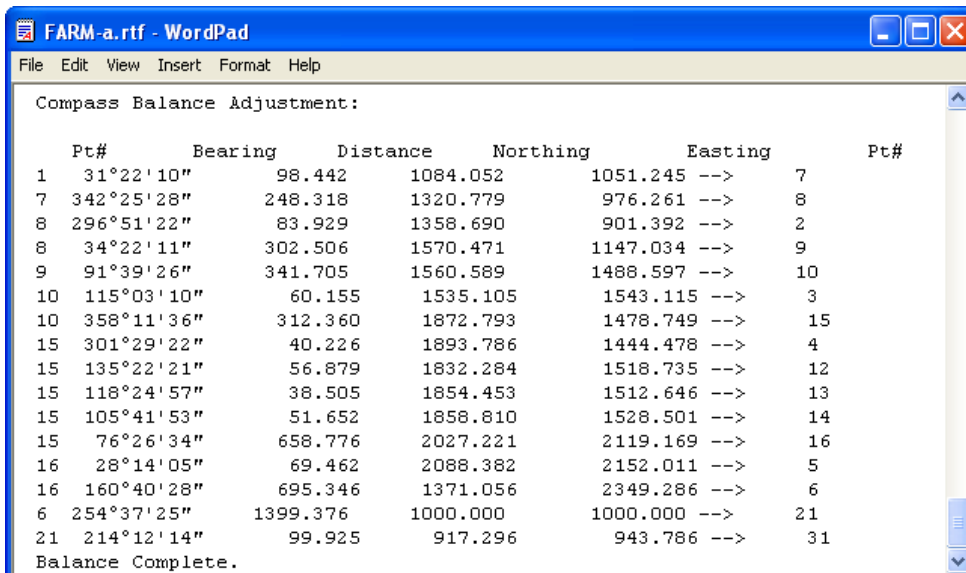 FARM-a.rtf - WordPad
File Edit View Insert Format Help
Compass Balance Adjustment:
Pt# Bearing Distance Northing Easting Pt#
1 31°22'10" 98.442 1084.052 1051.245 --> 7
7 342°25'28" 248.318 1320.779 976.261 --> 8
8 296°51'22" 83.929 1358.690 901.392 --> 2
8 34°22'11" 302.506 1570.471 1147.034 --> 9
9 91°39'26" 341.705 1560.589 1488.597 --> 10
10 115°03'10" 60.155 1535.105 1543.115 --> 3
10 358°11'36" 312.360 1872.793 1478.749 --> 15
15 301°29'22" 40.226 1893.786 1444.478 --> 4
15 135°22'21" 56.879 1832.284 1518.735 --> 12
15 118°24'57" 38.505 1854.453 1512.646 --> 13
15 105°41'53" 51.652 1858.810 1528.501 --> 14
15 76°26'34" 658.776 2027.221 2119.169 --> 16
16 28°14'05" 69.462 2088.382 2152.011 --> 5
16 160°40'28" 695.346 1371.056 2349.286 --> 6
6 254°37'25" 1399.376 1000.000 1000.000 --> 21
21 214°12'14" 99.925 917.296 943.786 --> 31
Balance Complete.